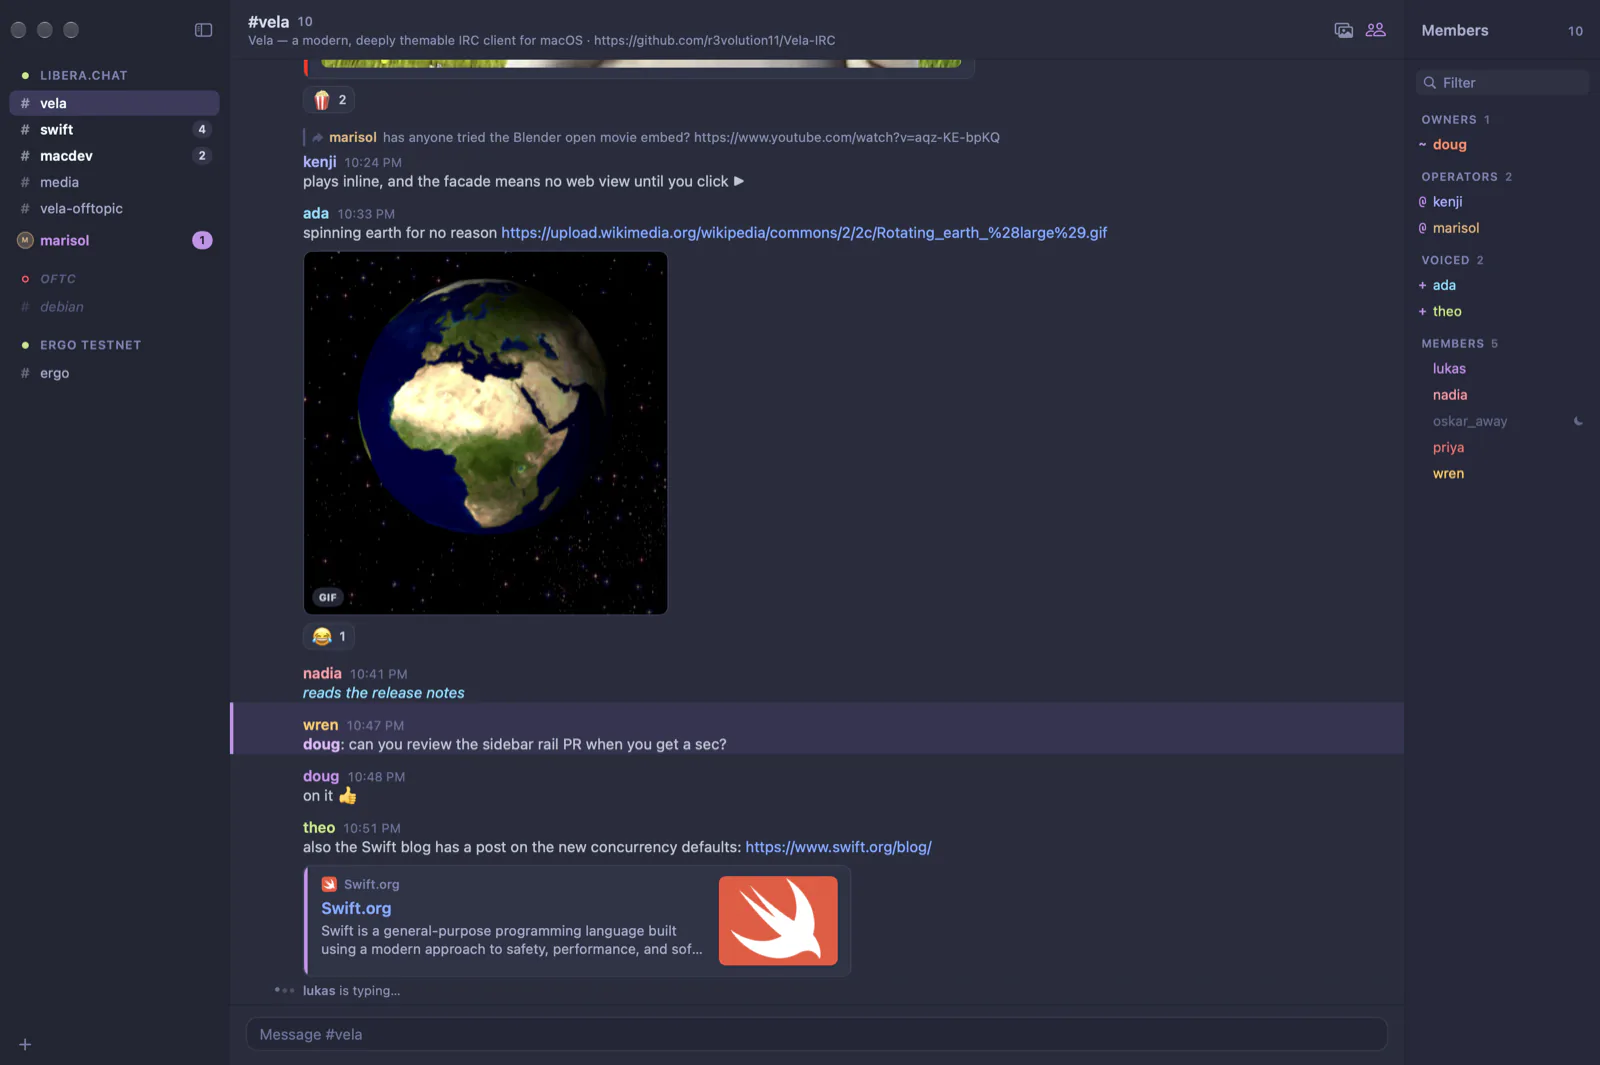 LIBERA.CHAT
# vela
# swift 4
# macdev 2
# media
# vela-offtopic
M marisol 1
OFTC
# debian
ERGO TESTNET
# ergo
+
#vela 10
Vela — a modern, deeply themable IRC client for macOS · https://github.com/r3volution11/Vela-IRC
🍿 2
marisol has anyone tried the Blender open movie embed? https://www.youtube.com/watch?v=aqz-KE-bpKQ
kenji 10:24 PM
plays inline, and the facade means no web view until you click ▶
ada 10:33 PM
spinning earth for no reason https://upload.wikimedia.org/wikipedia/commons/2/2c/Rotating_earth_%28large%29.gif
GIF
😂 1
nadia 10:41 PM
reads the release notes
wren 10:47 PM
doug: can you review the sidebar rail PR when you get a sec?
doug 10:48 PM
on it 👍
theo 10:51 PM
also the Swift blog has a post on the new concurrency defaults: https://www.swift.org/blog/
Swift.org
Swift.org
Swift is a general-purpose programming language built
using a modern approach to safety, performance, and sof...
lukas is typing...
Message #vela
Members 10
Filter
OWNERS 1
~ doug
OPERATORS 2
@ kenji
@ marisol
VOICED 2
+ ada
+ theo
MEMBERS 5
lukas
nadia
oskar_away
priya
wren